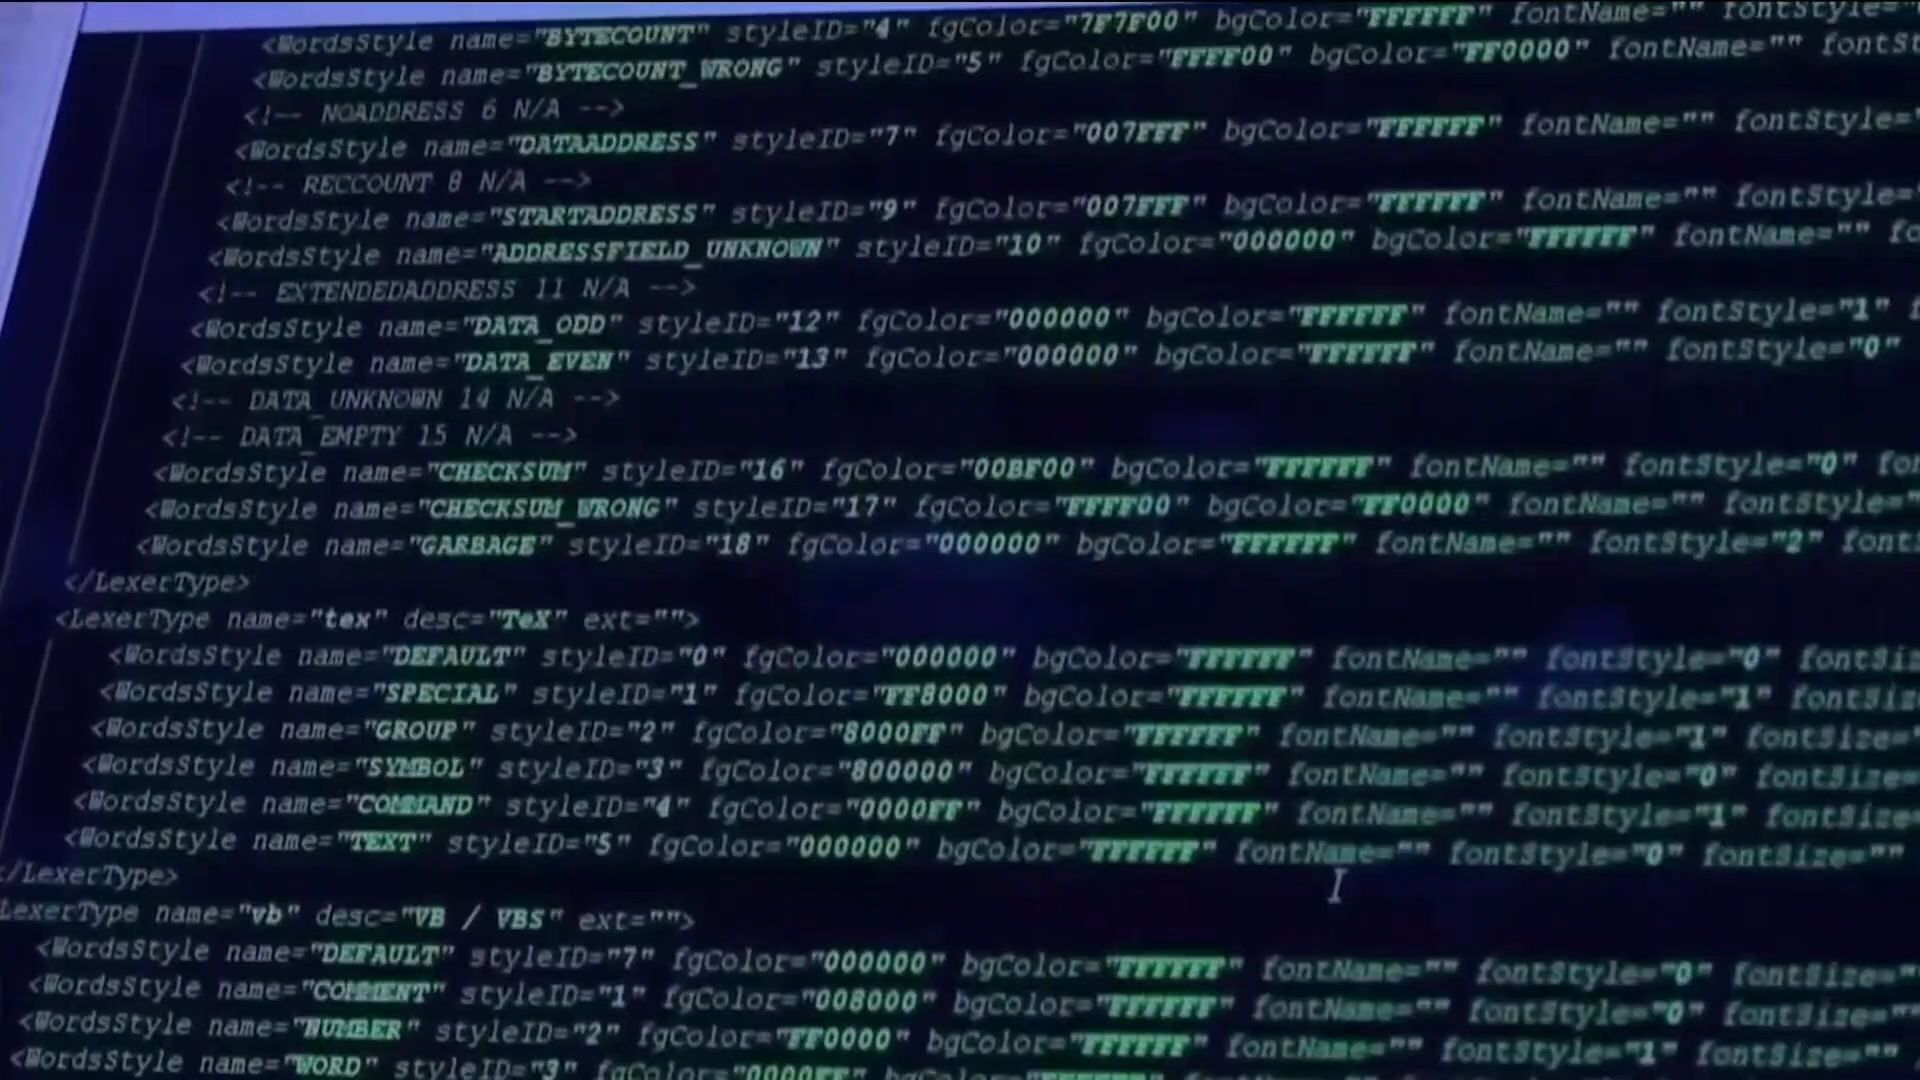 <WordsStyle name="BYTECOUNT" styleID="4" fgColor="7F7F00" bgColor="FFFFFF" fontName="" fontStyle="
<WordsStyle name="BYTECOUNT_WRONG" styleID="5" fgColor="FFFF00" bgColor="FF0000" fontName="" fontSt
<!-- NOADDRESS 6 N/A -->
<WordsStyle name="DATAADDRESS" styleID="7" fgColor="007FFF" bgColor="FFFFFF" fontName="" fontStyle="
<!-- RECCOUNT 8 N/A -->
<WordsStyle name="STARTADDRESS" styleID="9" fgColor="007FFF" bgColor="FFFFFF" fontName="" fontStyle="
<WordsStyle name="ADDRESSFIELD_UNKNOWN" styleID="10" fgColor="000000" bgColor="FFFFFF" fontName="" fo
<!-- EXTENDEDADDRESS 11 N/A -->
<WordsStyle name="DATA_ODD" styleID="12" fgColor="000000" bgColor="FFFFFF" fontName="" fontStyle="1" f
<WordsStyle name="DATA_EVEN" styleID="13" fgColor="000000" bgColor="FFFFFF" fontName="" fontStyle="0"
<!-- DATA_UNKNOWN 14 N/A -->
<!-- DATA_EMPTY 15 N/A -->
<WordsStyle name="CHECKSUM" styleID="16" fgColor="00BF00" bgColor="FFFFFF" fontName="" fontStyle="0" fon
<WordsStyle name="CHECKSUM_WRONG" styleID="17" fgColor="FFFF00" bgColor="FF0000" fontName="" fontStyle="
<WordsStyle name="GARBAGE" styleID="18" fgColor="000000" bgColor="FFFFFF" fontName="" fontStyle="2" font
</LexerType>
<LexerType name="tex" desc="TeX" ext="">
<WordsStyle name="DEFAULT" styleID="0" fgColor="000000" bgColor="FFFFFF" fontName="" fontStyle="0" fontSiz
<WordsStyle name="SPECIAL" styleID="1" fgColor="FF8000" bgColor="FFFFFF" fontName="" fontStyle="1" fontSiz
<WordsStyle name="GROUP" styleID="2" fgColor="8000FF" bgColor="FFFFFF" fontName="" fontStyle="1" fontSize="
<WordsStyle name="SYMBOL" styleID="3" fgColor="800000" bgColor="FFFFFF" fontName="" fontStyle="0" fontSize=
<WordsStyle name="COMMAND" styleID="4" fgColor="0000FF" bgColor="FFFFFF" fontName="" fontStyle="1" fontSize=
<WordsStyle name="TEXT" styleID="5" fgColor="000000" bgColor="FFFFFF" fontName="" fontStyle="0" fontSize=""
</LexerType>
LexerType name="vb" desc="VB / VBS" ext="">
<WordsStyle name="DEFAULT" styleID="7" fgColor="000000" bgColor="FFFFFF" fontName="" fontStyle="0" fontSize="
<WordsStyle name="COMMENT" styleID="1" fgColor="008000" bgColor="FFFFFF" fontName="" fontStyle="0" fontSize=""
<WordsStyle name="NUMBER" styleID="2" fgColor="FF0000" bgColor="FFFFFF" fontName="" fontStyle="1" fontSize=""
<WordsStyle name="WORD" styleID="3" fgColor="0000FF"